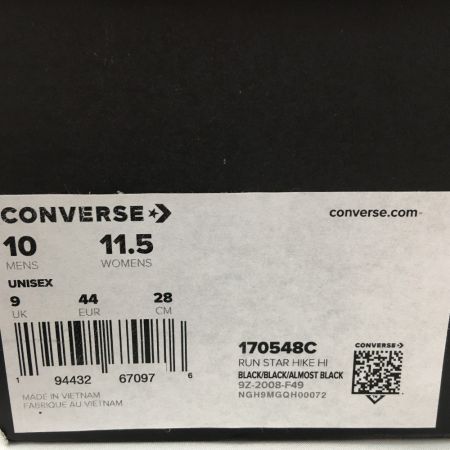 CONVERSE
converse.com
10 11.5
MENS WOMENS
UNISEX
9 44 28
UK EUR CM
1 94432 67097 6
170548C
RUN STAR HIKE HI
BLACK/BLACK/ALMOST BLACK
9Z-2008-F49
NGH9MGQH00072
CONVERSE
MADE IN VIETNAM
FABRIQUE AU VIETNAM